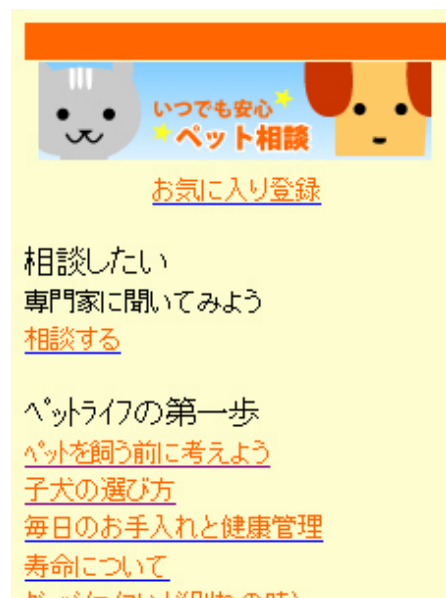 いつでも安心
ペット相談
お気に入り登録
相談したい
専門家に聞いてみよう
相談する
ﾍﾟｯﾄﾗｲﾌの第一歩
ﾍﾟｯﾄを飼う前に考えよう
子犬の選び方
毎日のお手入れと健康管理
寿命について